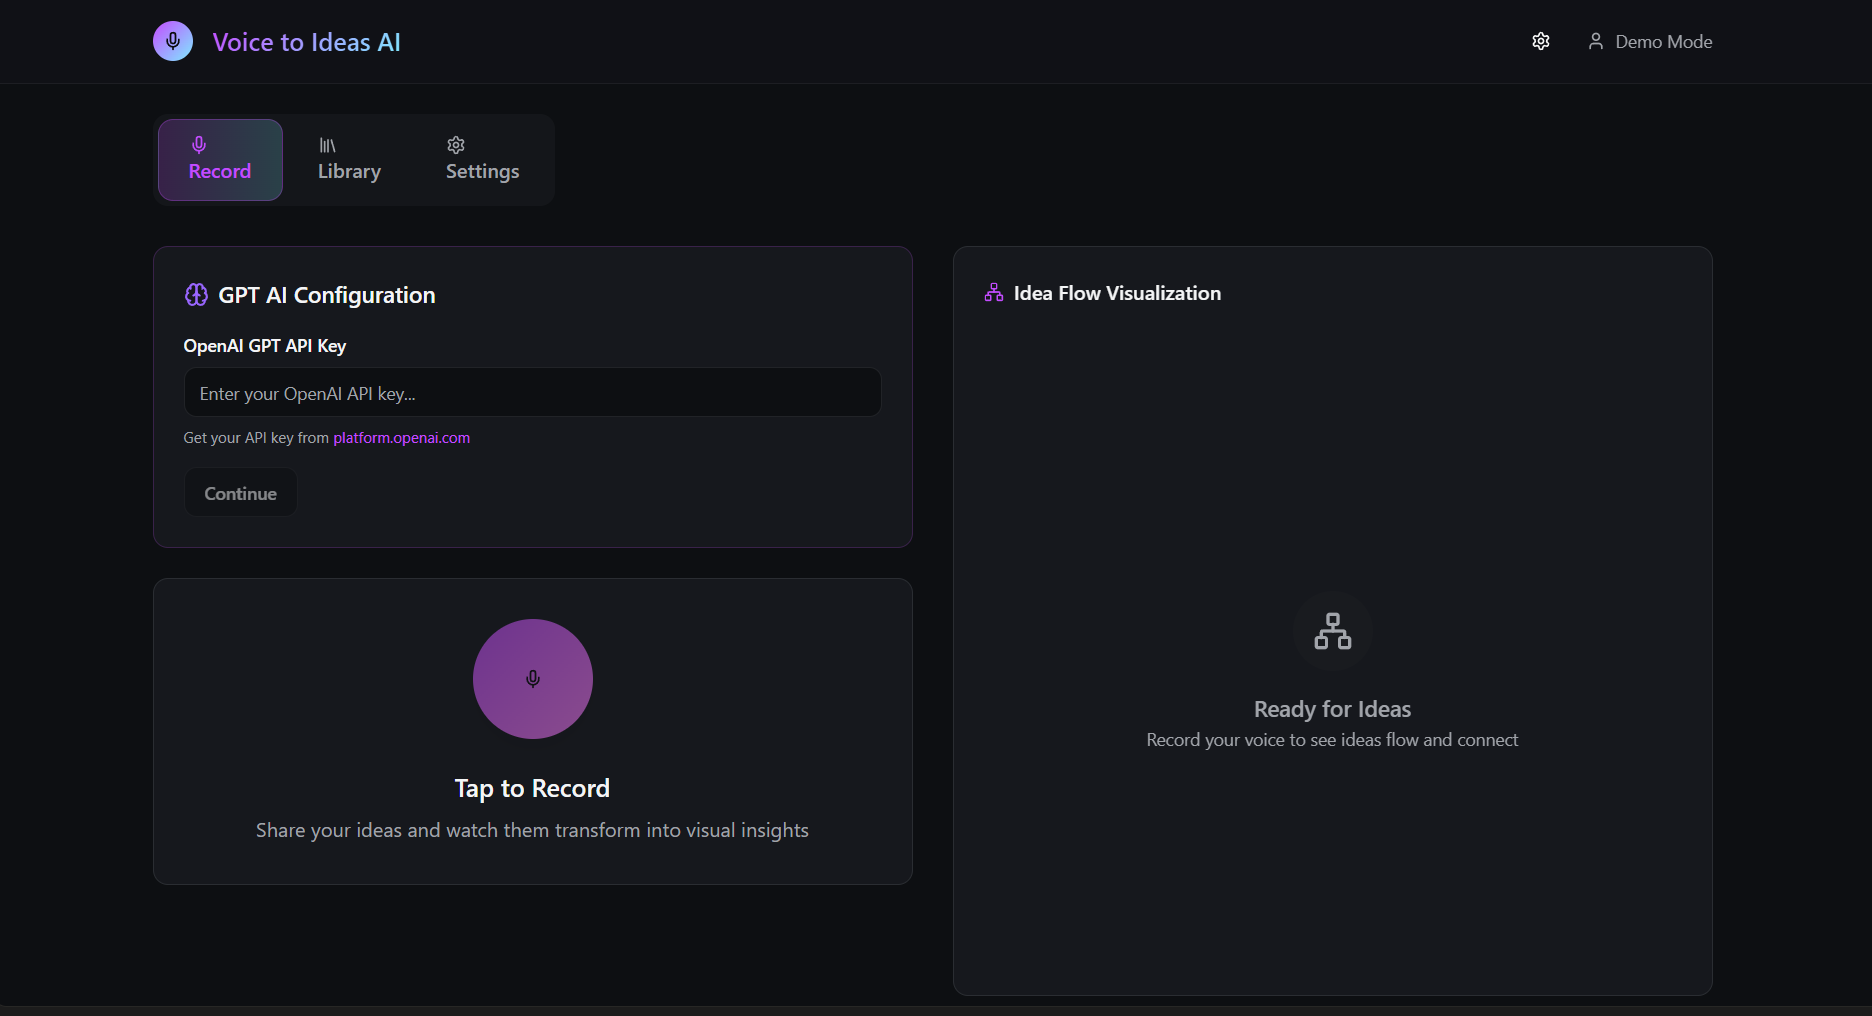 Voice to Ideas AI
Demo Mode
Record
Library
Settings
GPT AI Configuration
OpenAI GPT API Key
Enter your OpenAI API key...
Get your API key from platform.openai.com
Continue
Tap to Record
Share your ideas and watch them transform into visual insights
Idea Flow Visualization
Ready for Ideas
Record your voice to see ideas flow and connect